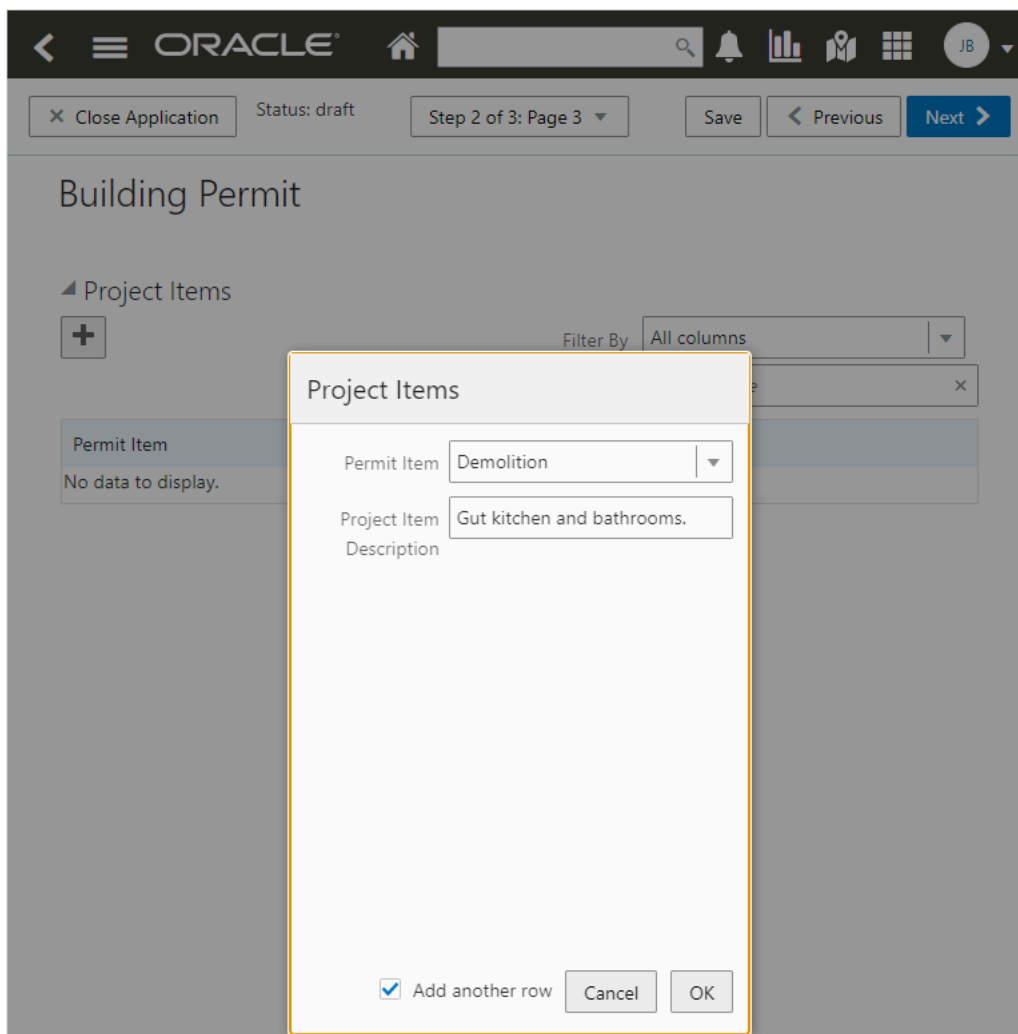 ORACLE
JB
Close Application
Status: draft
Step 2 of 3: Page 3
Save
Previous
Next
Building Permit
Project Items
Filter By
All columns
Project Items
Permit Item
No data to display.
Permit Item
Demolition
Project Item
Description
Gut kitchen and bathrooms.
Add another row
Cancel
OK